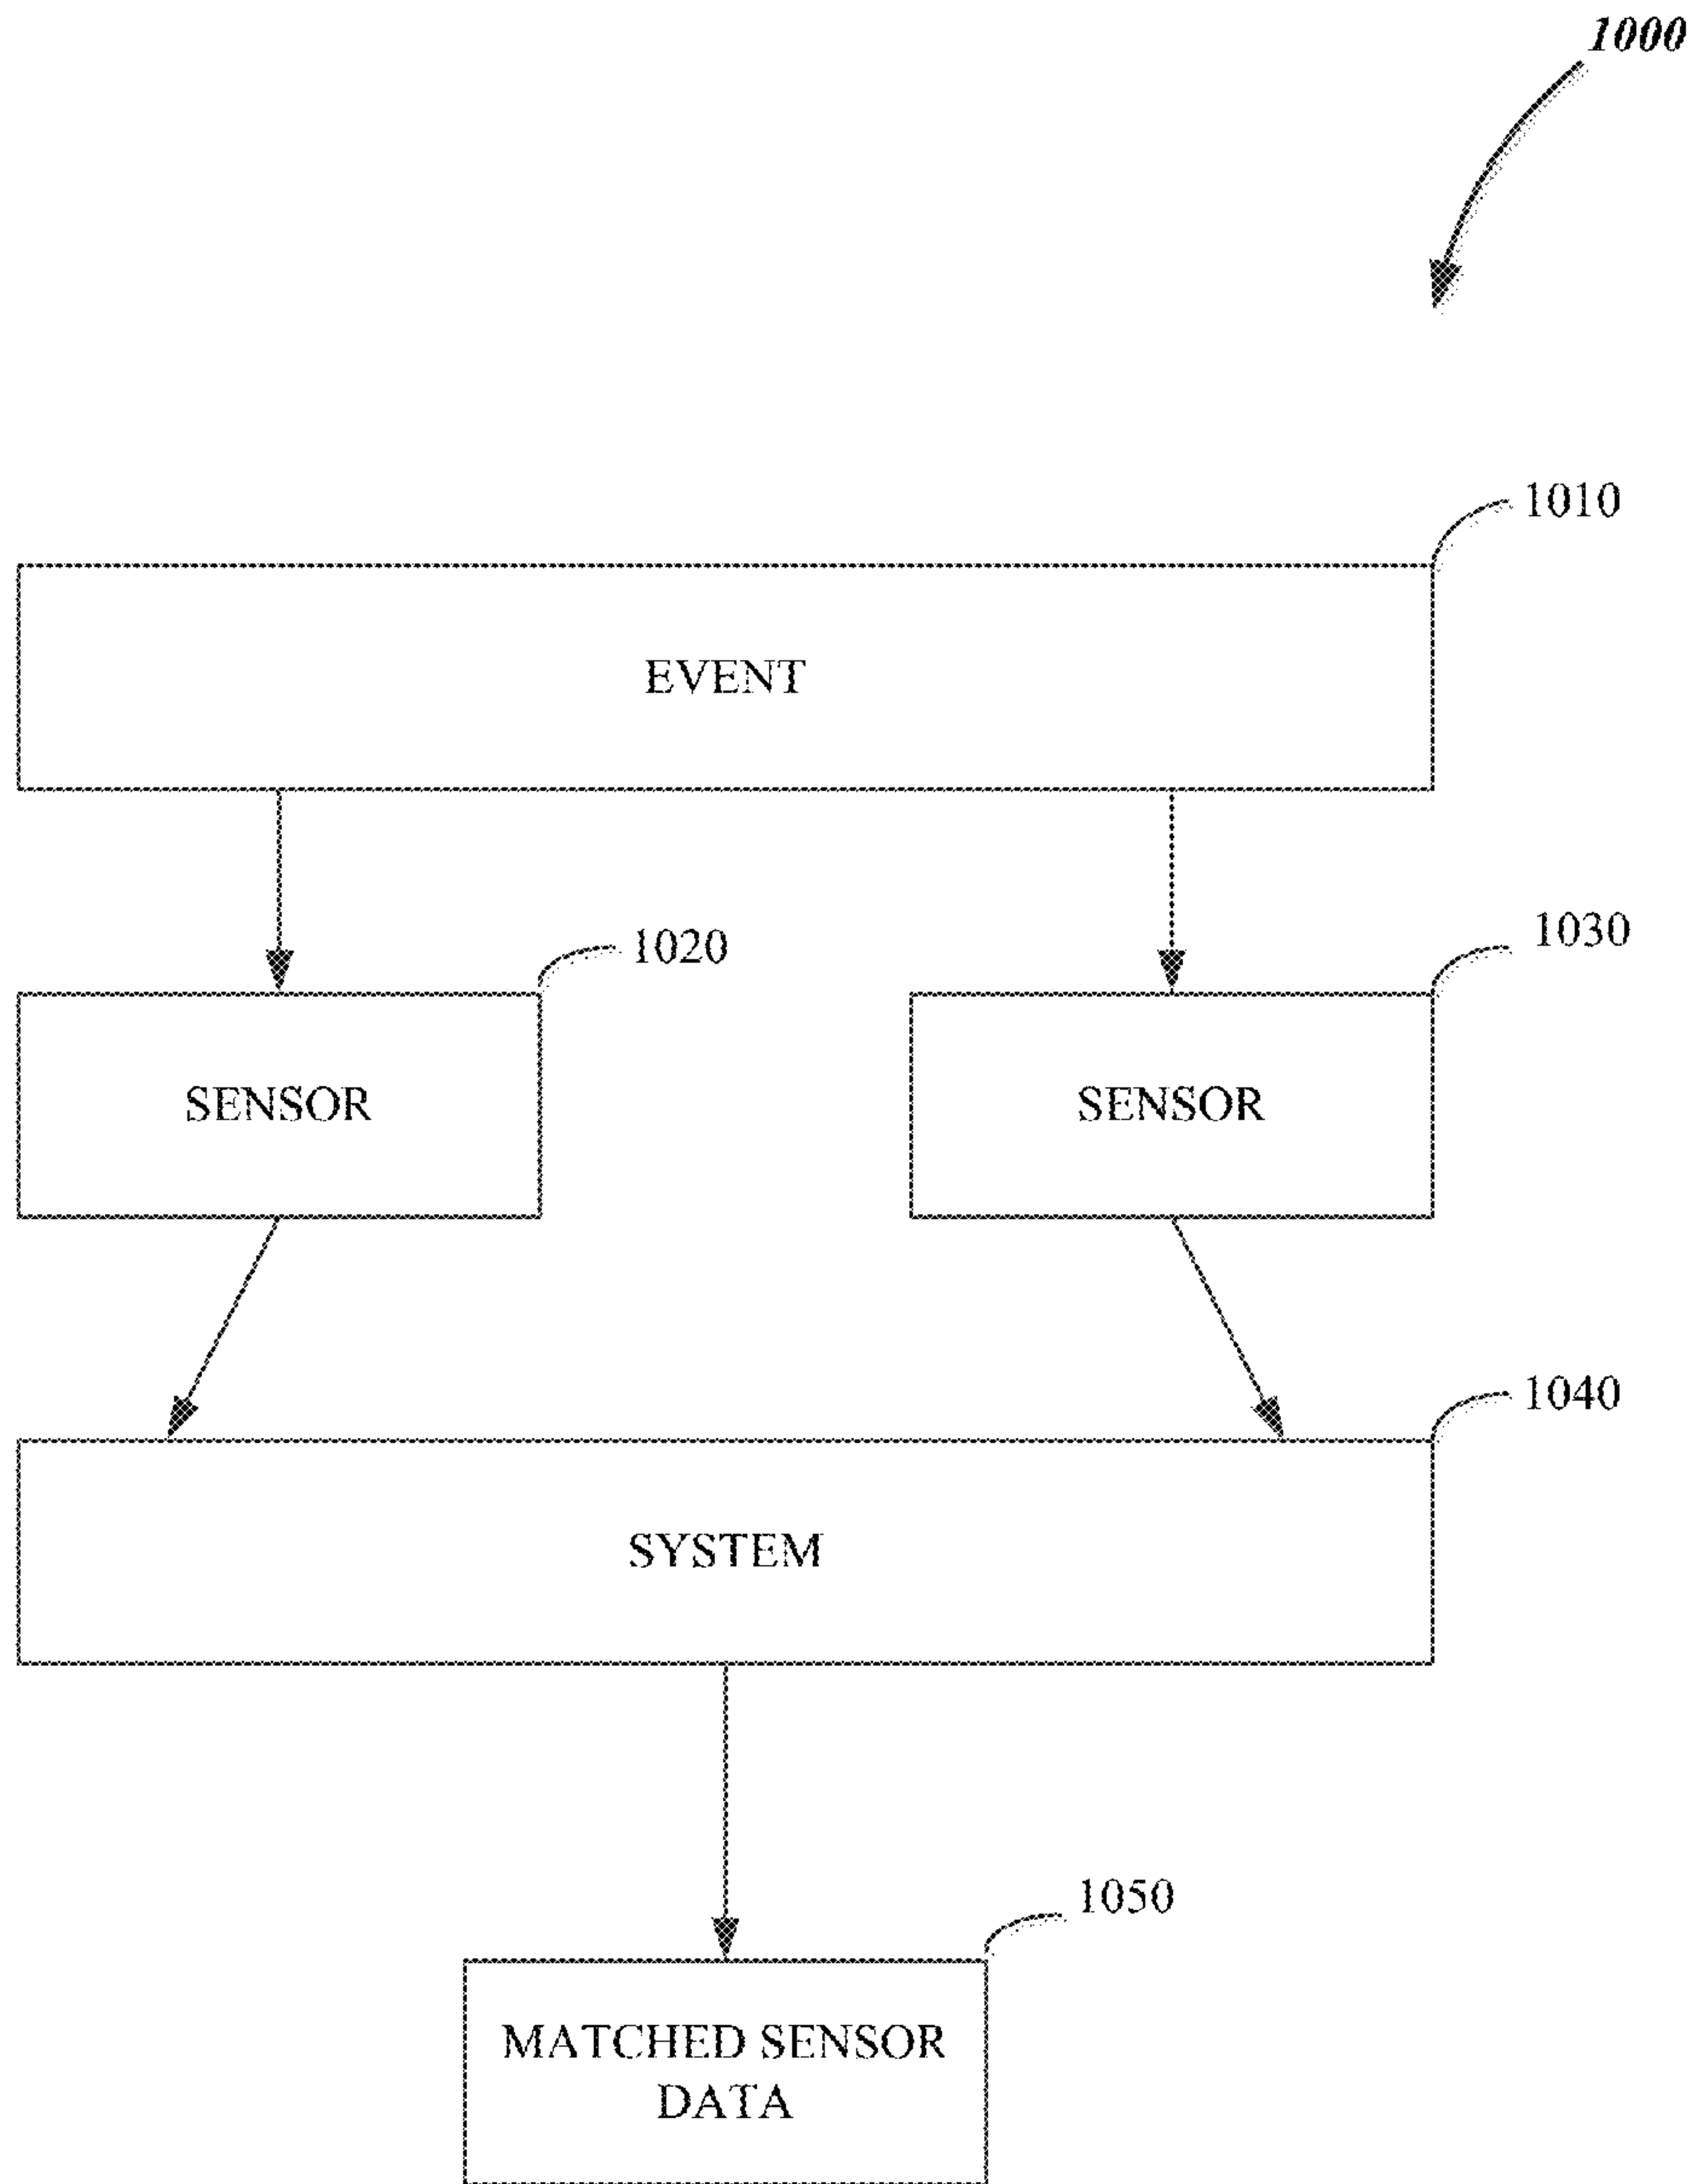 1000
1010
EVENT
1020
1030
SENSOR
SENSOR
1040
SYSTEM
1050
MATCHED SENSOR
DATA